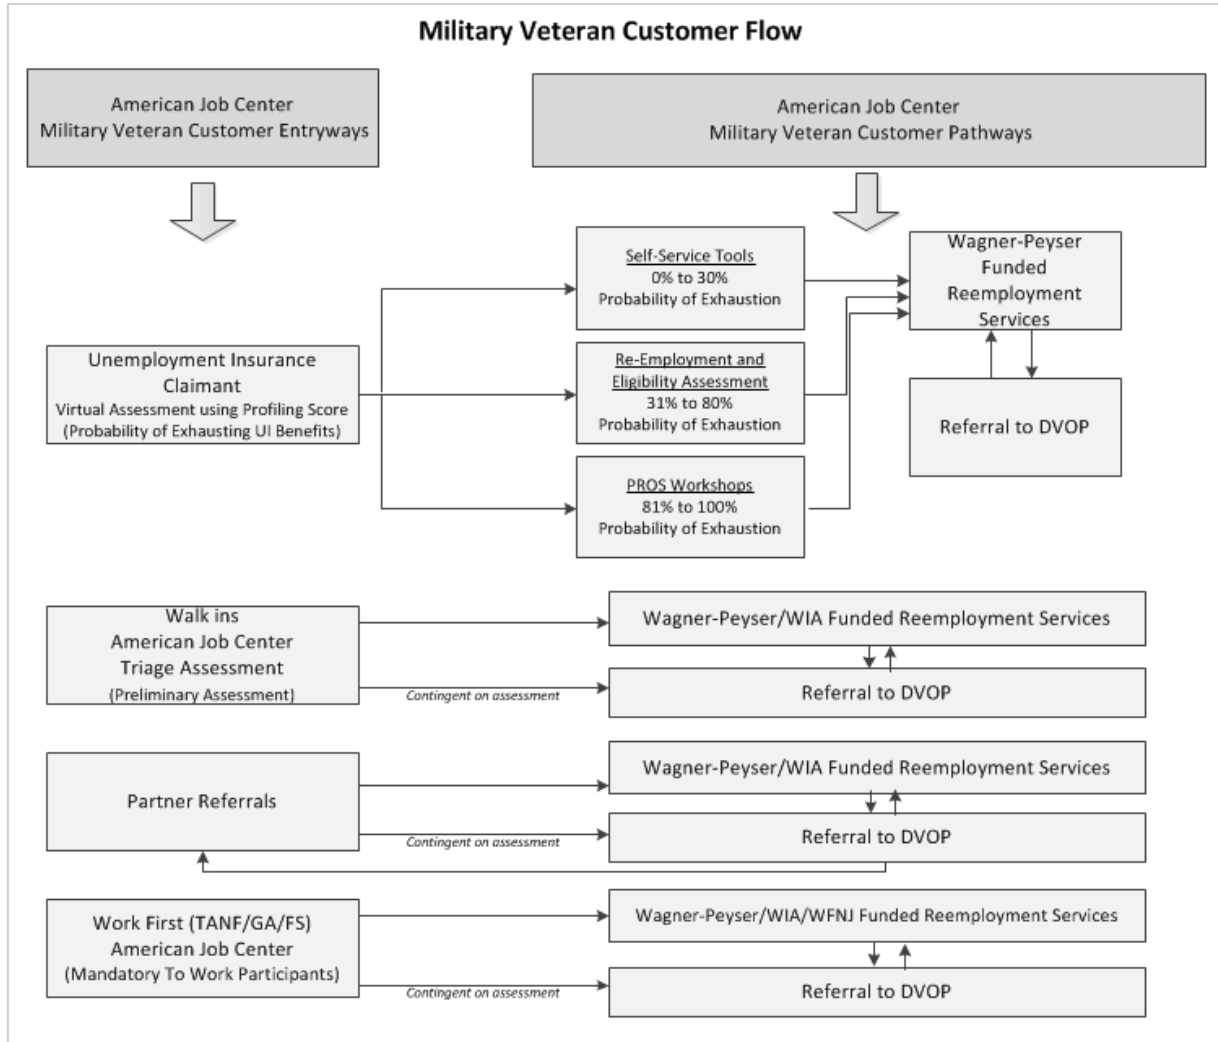 Military Veteran Customer Flow
American Job Center
Military Veteran Customer Entryways
American Job Center
Military Veteran Customer Pathways
Unemployment Insurance
Claimant
Virtual Assessment using Profiling Score
(Probability of Exhausting UI Benefits)
Self-Service Tools
0% to 30%
Probability of Exhaustion
Re-Employment and
Eligibility Assessment
31% to 80%
Probability of Exhaustion
PROS Workshops
81% to 100%
Probability of Exhaustion
Wagner-Peyser
Funded
Reemployment
Services
Referral to DVOP
Walk ins
American Job Center
Triage Assessment
(Preliminary Assessment)
Contingent on assessment
Wagner-Peyser/WIA Funded Reemployment Services
Referral to DVOP
Partner Referrals
Contingent on assessment
Wagner-Peyser/WIA Funded Reemployment Services
Referral to DVOP
Work First (TANF/GA/FS)
American Job Center
(Mandatory To Work Participants)
Contingent on assessment
Wagner-Peyser/WIA/WFNJ Funded Reemployment Services
Referral to DVOP